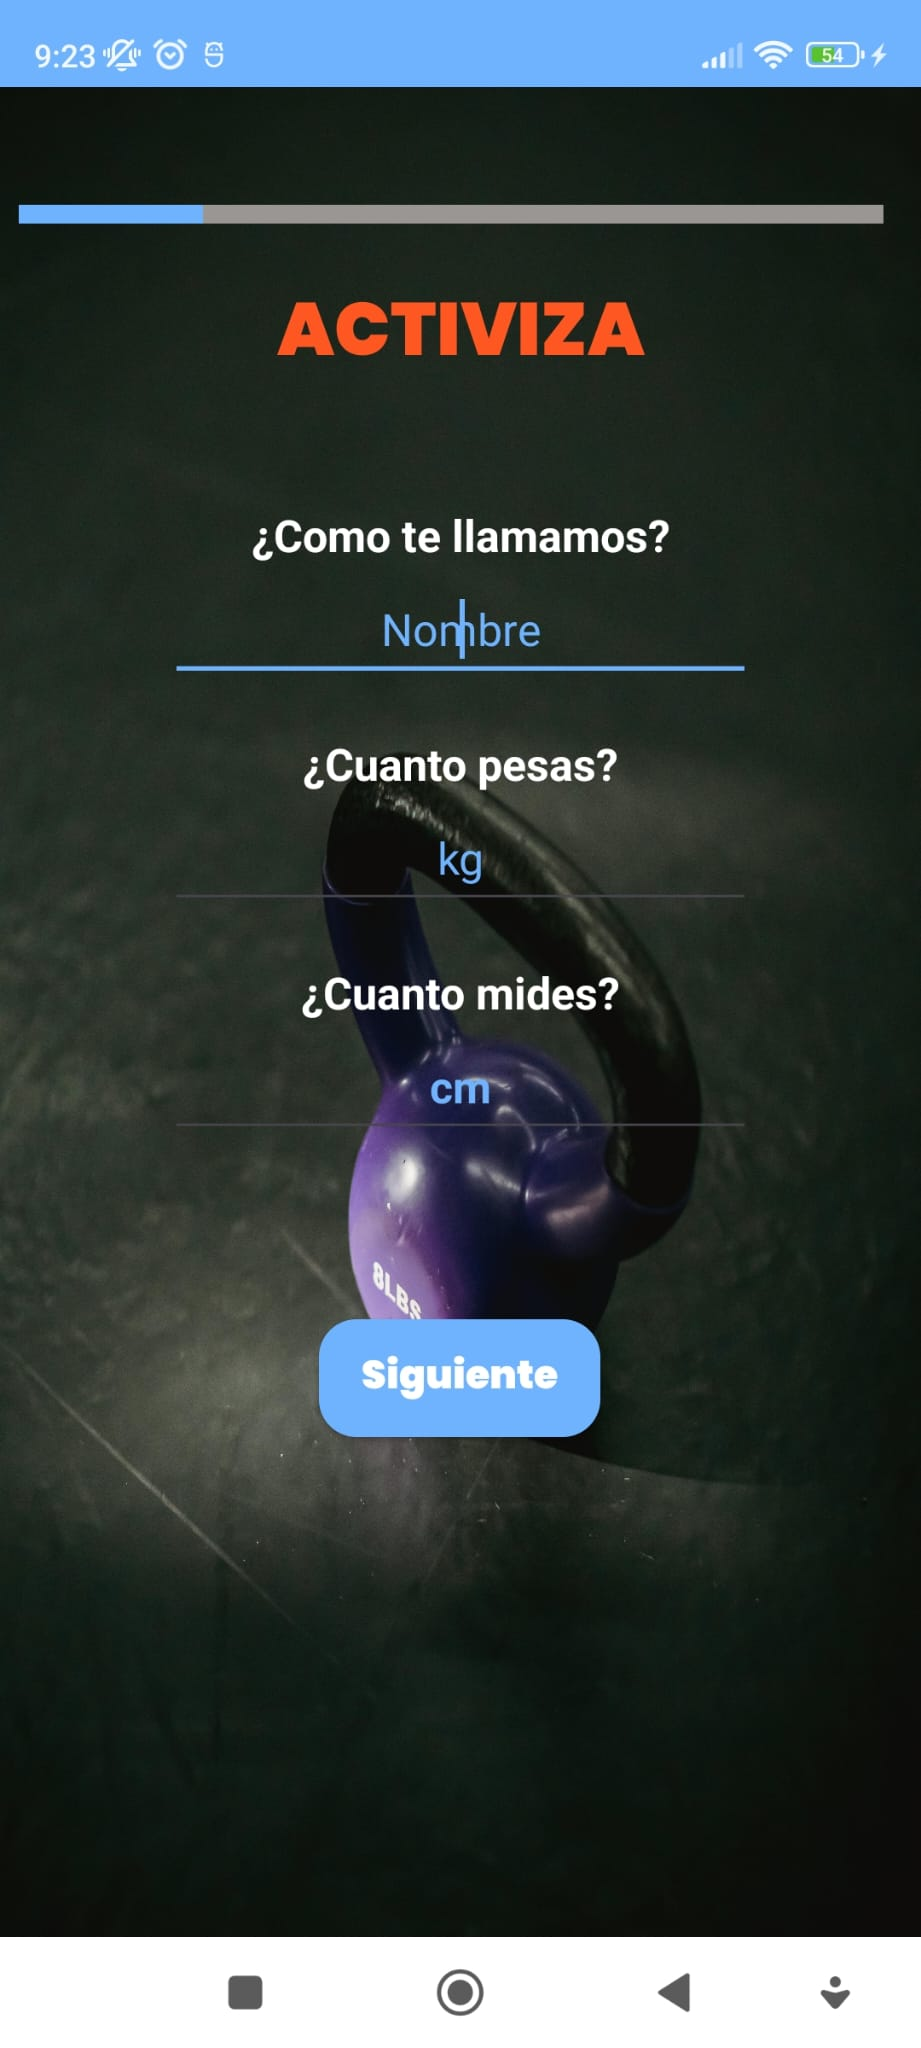 9:23
54
ACTIVIZA
¿Como te llamamos?
Nombre
¿Cuanto pesas?
kg
¿Cuanto mides?
cm
8LBS
Siguiente